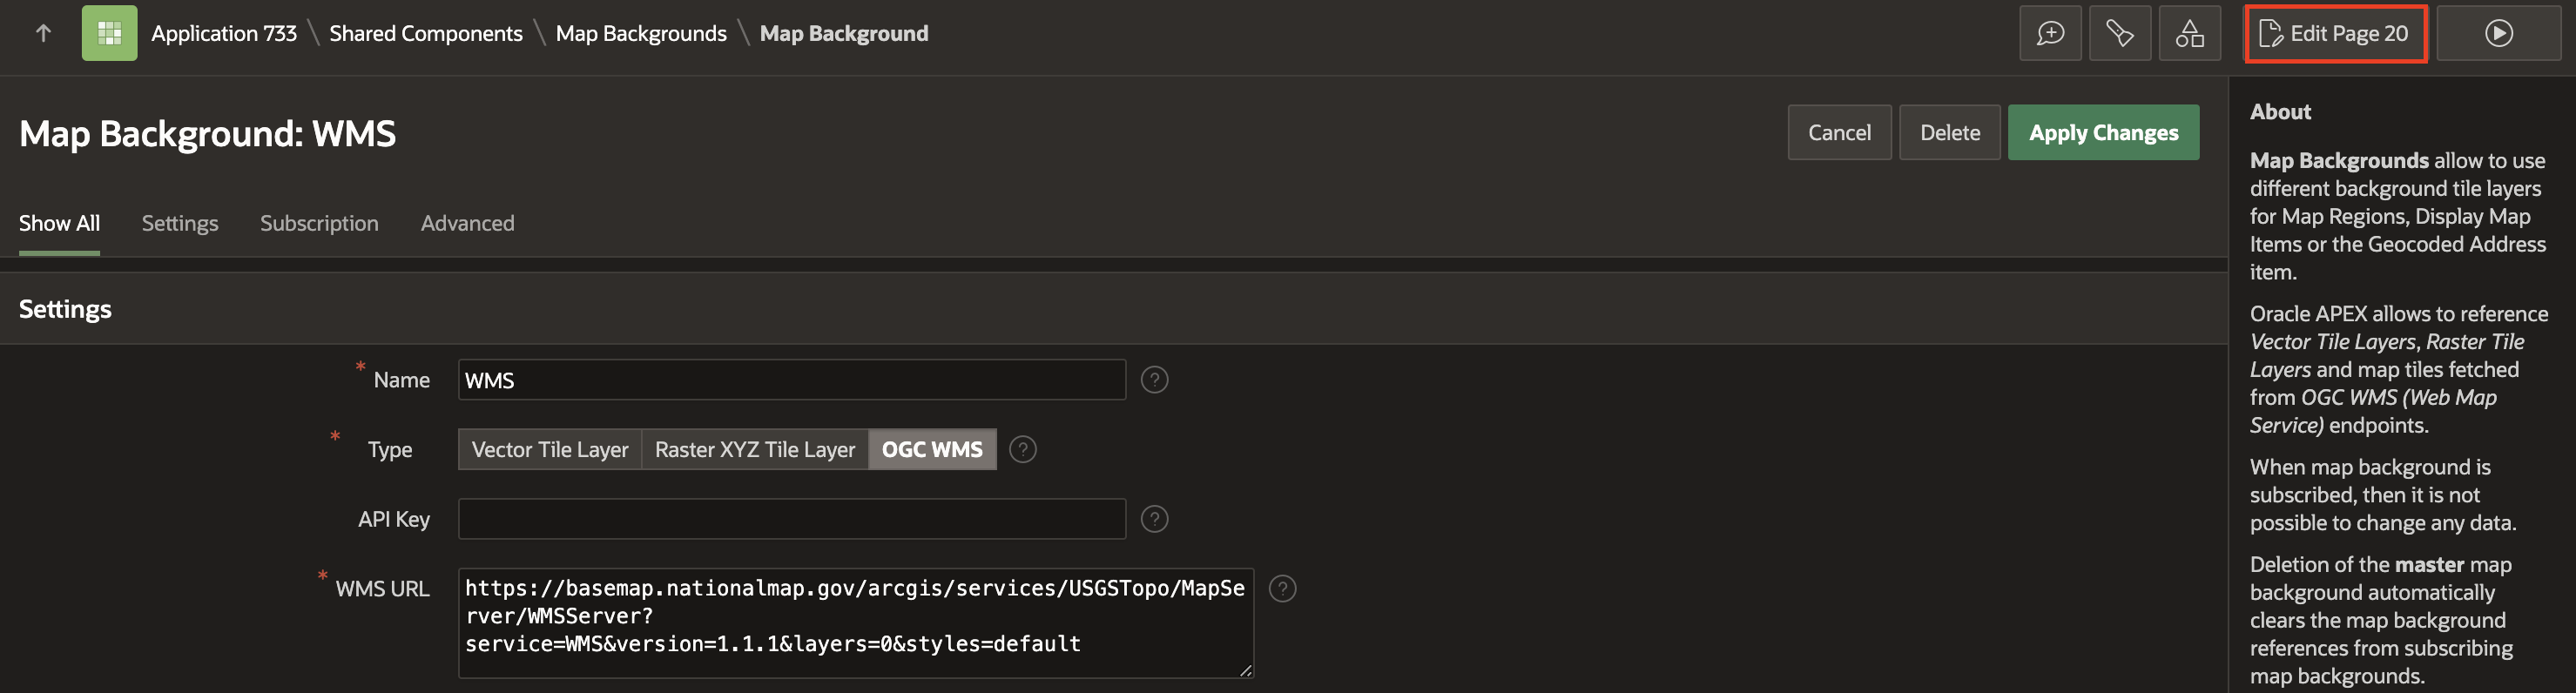 Application 733 \ Shared Components \ Map Backgrounds \ Map Background
Edit Page 20
Map Background: WMS
Cancel
Delete
Apply Changes
Show All
Settings
Subscription
Advanced
Settings
* Name
WMS
?
* Type
Vector Tile Layer
Raster XYZ Tile Layer
OGC WMS
?
API Key
?
* WMS URL
https://basemap.nationalmap.gov/arcgis/services/USGSTopo/MapSe
rver/WMSServer?
service=WMS&version=1.1.1&layers=0&styles=default
?
About
Map Backgrounds allow to use
different background tile layers
for Map Regions, Display Map
Items or the Geocoded Address
item.
Oracle APEX allows to reference
Vector Tile Layers, Raster Tile
Layers and map tiles fetched
from OGC WMS (Web Map
Service) endpoints.
When map background is
subscribed, then it is not
possible to change any data.
Deletion of the master map
background automatically
clears the map background
references from subscribing
map backgrounds.